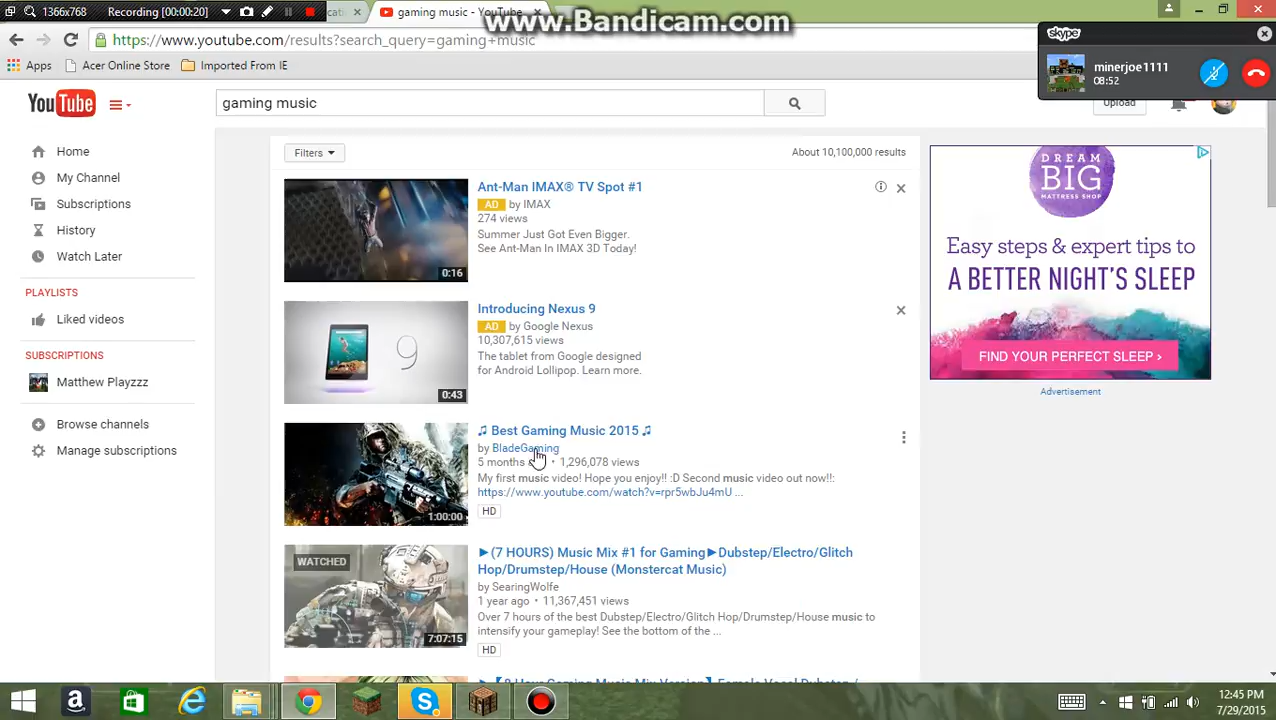 1366x768 Recording [00:00:20]
gaming music - YouTube
www.Bandicam.com
https://www.youtube.com/results?search_query=gaming+music
Apps Acer Online Store Imported From IE
skype
minerjoe1111
08:52
YouTube
gaming music
Upload
Home
My Channel
Subscriptions
History
Watch Later
PLAYLISTS
Liked videos
SUBSCRIPTIONS
Matthew Playzzz
Browse channels
Manage subscriptions
Filters
About 10,100,000 results
Ant-Man IMAX® TV Spot #1
AD by IMAX
274 views
Summer Just Got Even Bigger.
See Ant-Man In IMAX 3D Today!
0:16
Introducing Nexus 9
AD by Google Nexus
10,307,615 views
The tablet from Google designed
for Android Lollipop. Learn more.
9
0:43
♫ Best Gaming Music 2015 ♫
by BladeGaming
5 months • 1,296,078 views
My first music video! Hope you enjoy!! :D Second music video out now!!:
https://www.youtube.com/watch?v=rpr5wbJu4mU ...
HD
1:00:00
►(7 HOURS) Music Mix #1 for Gaming►Dubstep/Electro/Glitch
Hop/Drumstep/House (Monstercat Music)
by SearingWolfe
1 year ago • 11,367,451 views
Over 7 hours of the best Dubstep/Electro/Glitch Hop/Drumstep/House music to
intensify your gameplay! See the bottom of the ...
HD
WATCHED
7:07:15
DREAM
BIG
MATTRESS SHOP
Easy steps & expert tips to
A BETTER NIGHT'S SLEEP
FIND YOUR PERFECT SLEEP ›
Advertisement
12:45 PM
7/29/2015